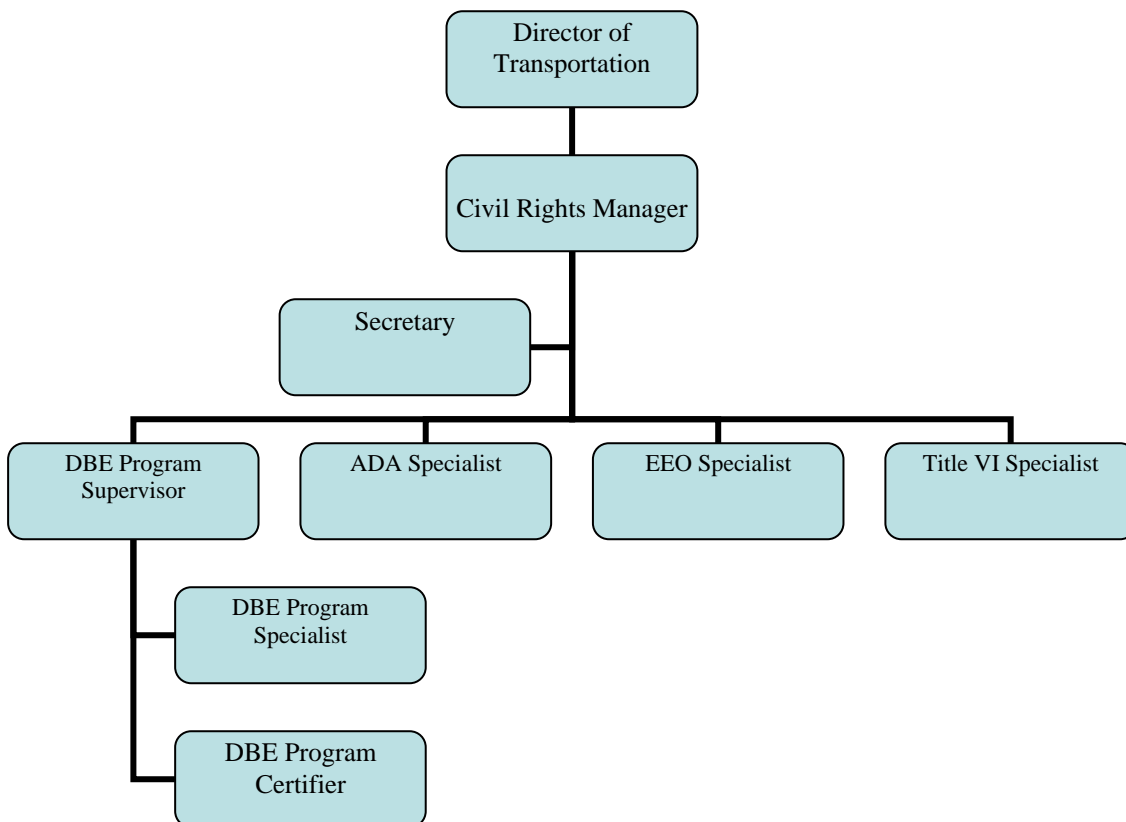 Director of
Transportation
Civil Rights Manager
Secretary
DBE Program
Supervisor
ADA Specialist
EEO Specialist
Title VI Specialist
DBE Program
Specialist
DBE Program
Certifier